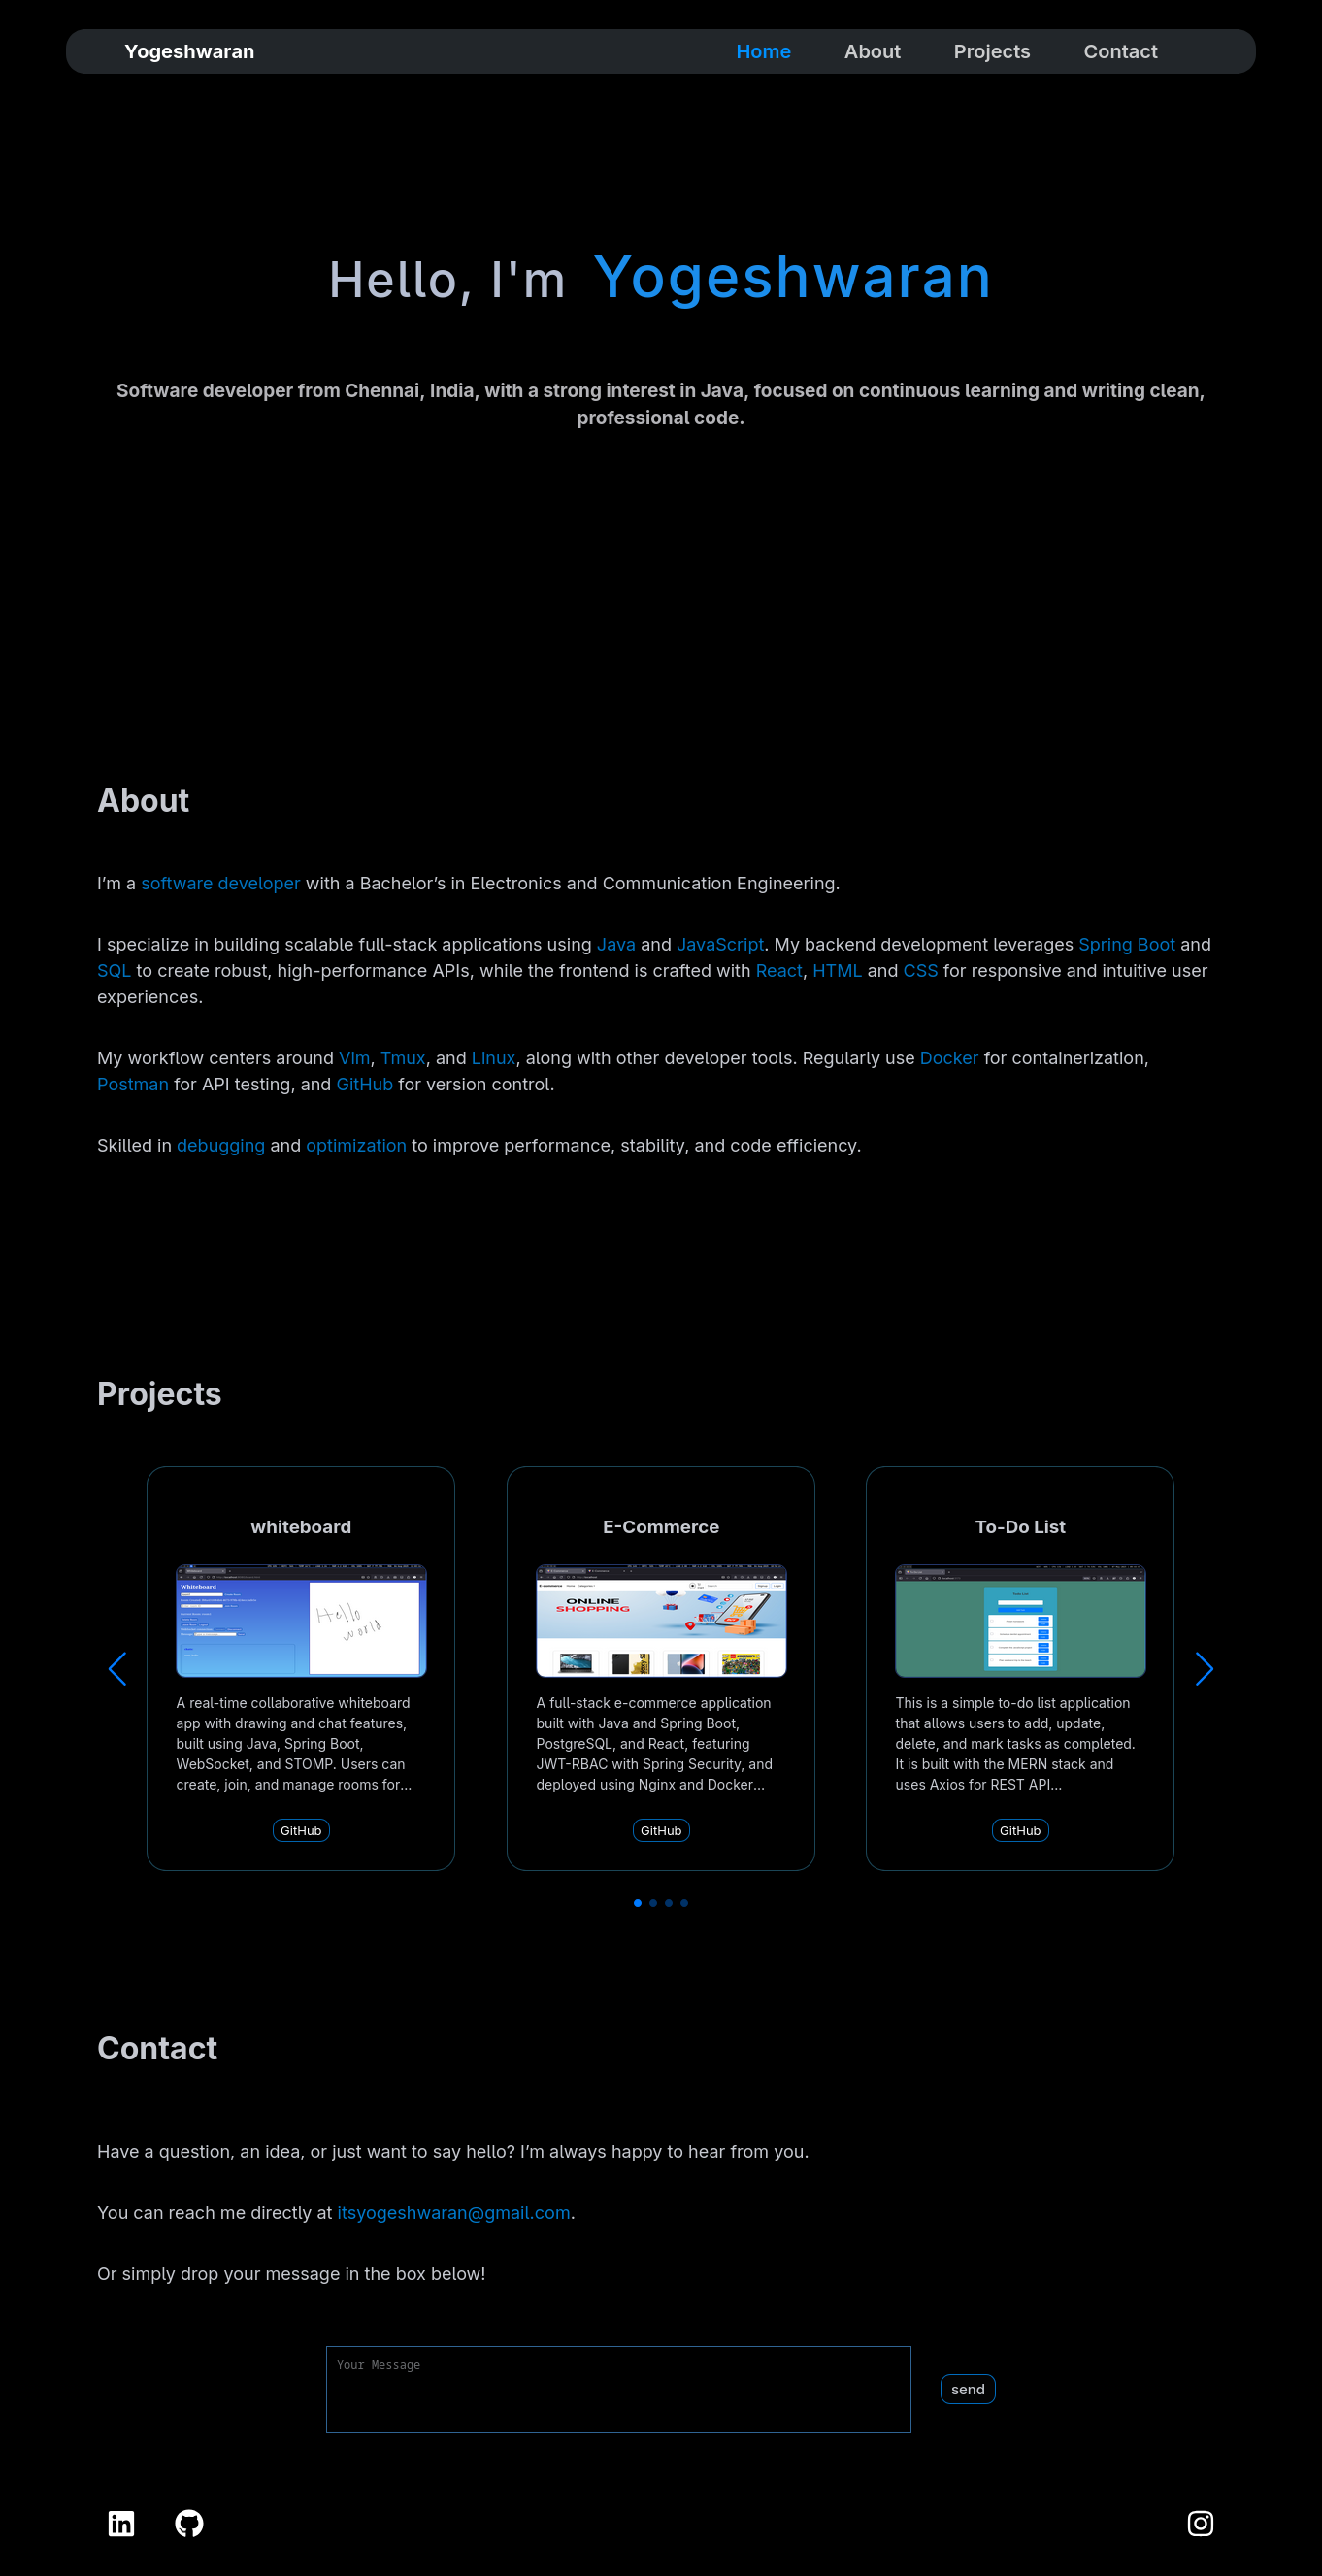 Yogeshwaran
Home
About
Projects
Contact
Hello, I'm Yogeshwaran
Software developer from Chennai, India, with a strong interest in Java, focused on continuous learning and writing clean,
professional code.
About
I’m a software developer with a Bachelor’s in Electronics and Communication Engineering.
I specialize in building scalable full-stack applications using Java and JavaScript. My backend development leverages Spring Boot and
SQL to create robust, high-performance APIs, while the frontend is crafted with React, HTML and CSS for responsive and intuitive user
experiences.
My workflow centers around Vim, Tmux, and Linux, along with other developer tools. Regularly use Docker for containerization,
Postman for API testing, and GitHub for version control.
Skilled in debugging and optimization to improve performance, stability, and code efficiency.
Projects
whiteboard
Whiteboard
Hello
world
A real-time collaborative whiteboard
app with drawing and chat features,
built using Java, Spring Boot,
WebSocket, and STOMP. Users can
create, join, and manage rooms for...
GitHub
E-Commerce
ONLINE
SHOPPING
A full-stack e-commerce application
built with Java and Spring Boot,
PostgreSQL, and React, featuring
JWT-RBAC with Spring Security, and
deployed using Nginx and Docker...
GitHub
To-Do List
This is a simple to-do list application
that allows users to add, update,
delete, and mark tasks as completed.
It is built with the MERN stack and
uses Axios for REST API...
GitHub
Contact
Have a question, an idea, or just want to say hello? I’m always happy to hear from you.
You can reach me directly at itsyogeshwaran@gmail.com.
Or simply drop your message in the box below!
Your Message
send